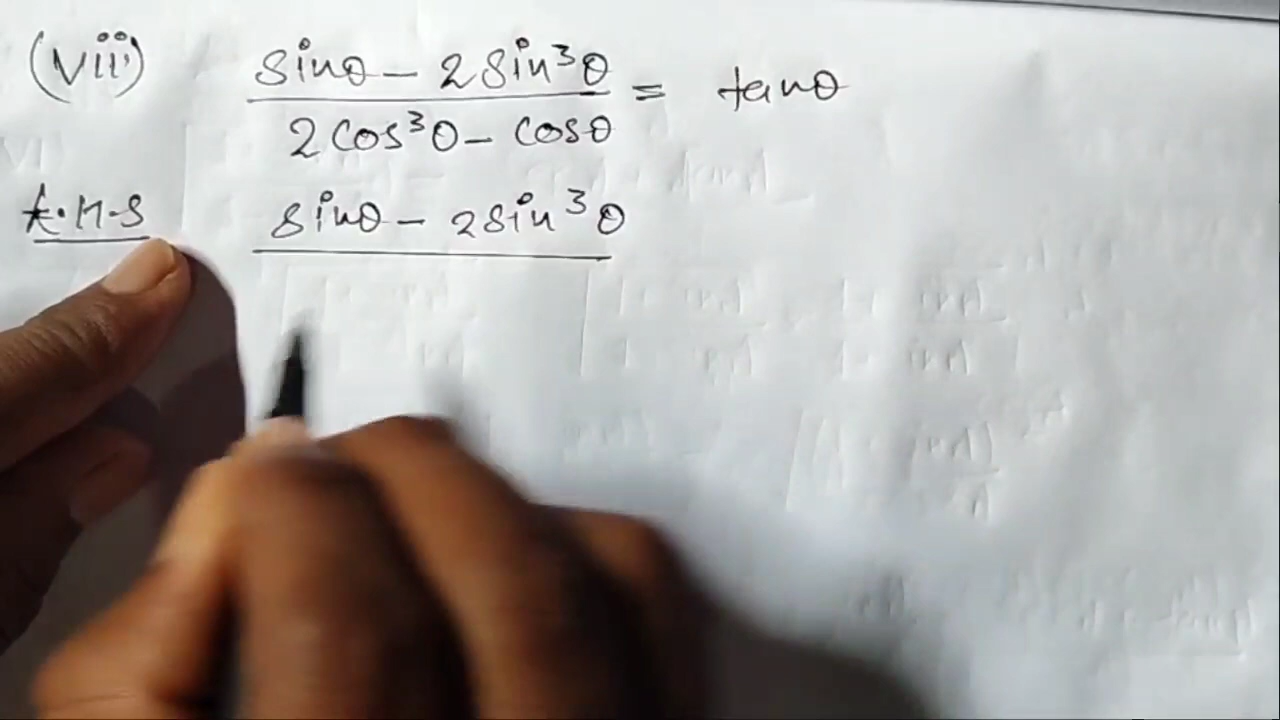 (vii) sinθ - 2sin³θ / 2cos³θ - cosθ = tanθ
L.H.S sinθ - 2sin³θ